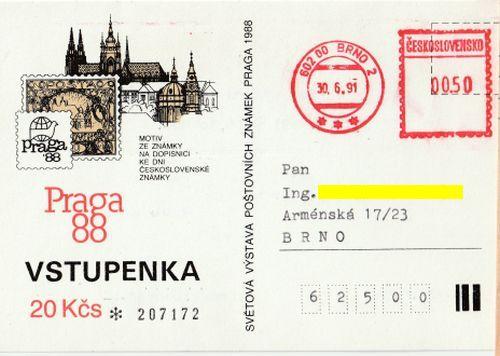 praga
'88
MOTIV
ZE ZNÁMKY
NA DOPISNICI
KE DNI
ČESKOSLOVENSKÉ
ZNÁMKY
Praga
88
VSTUPENKA
20 Kčs * 207172
SVĚTOVÁ VÝSTAVA POŠTOVNÍCH ZNÁMEK PRAGA 1988
602 00 BRNO 2
30.6.91
ČESKOSLOVENSKO
00.50
Pan
Ing.
Arménská 17/23
BRNO
62500